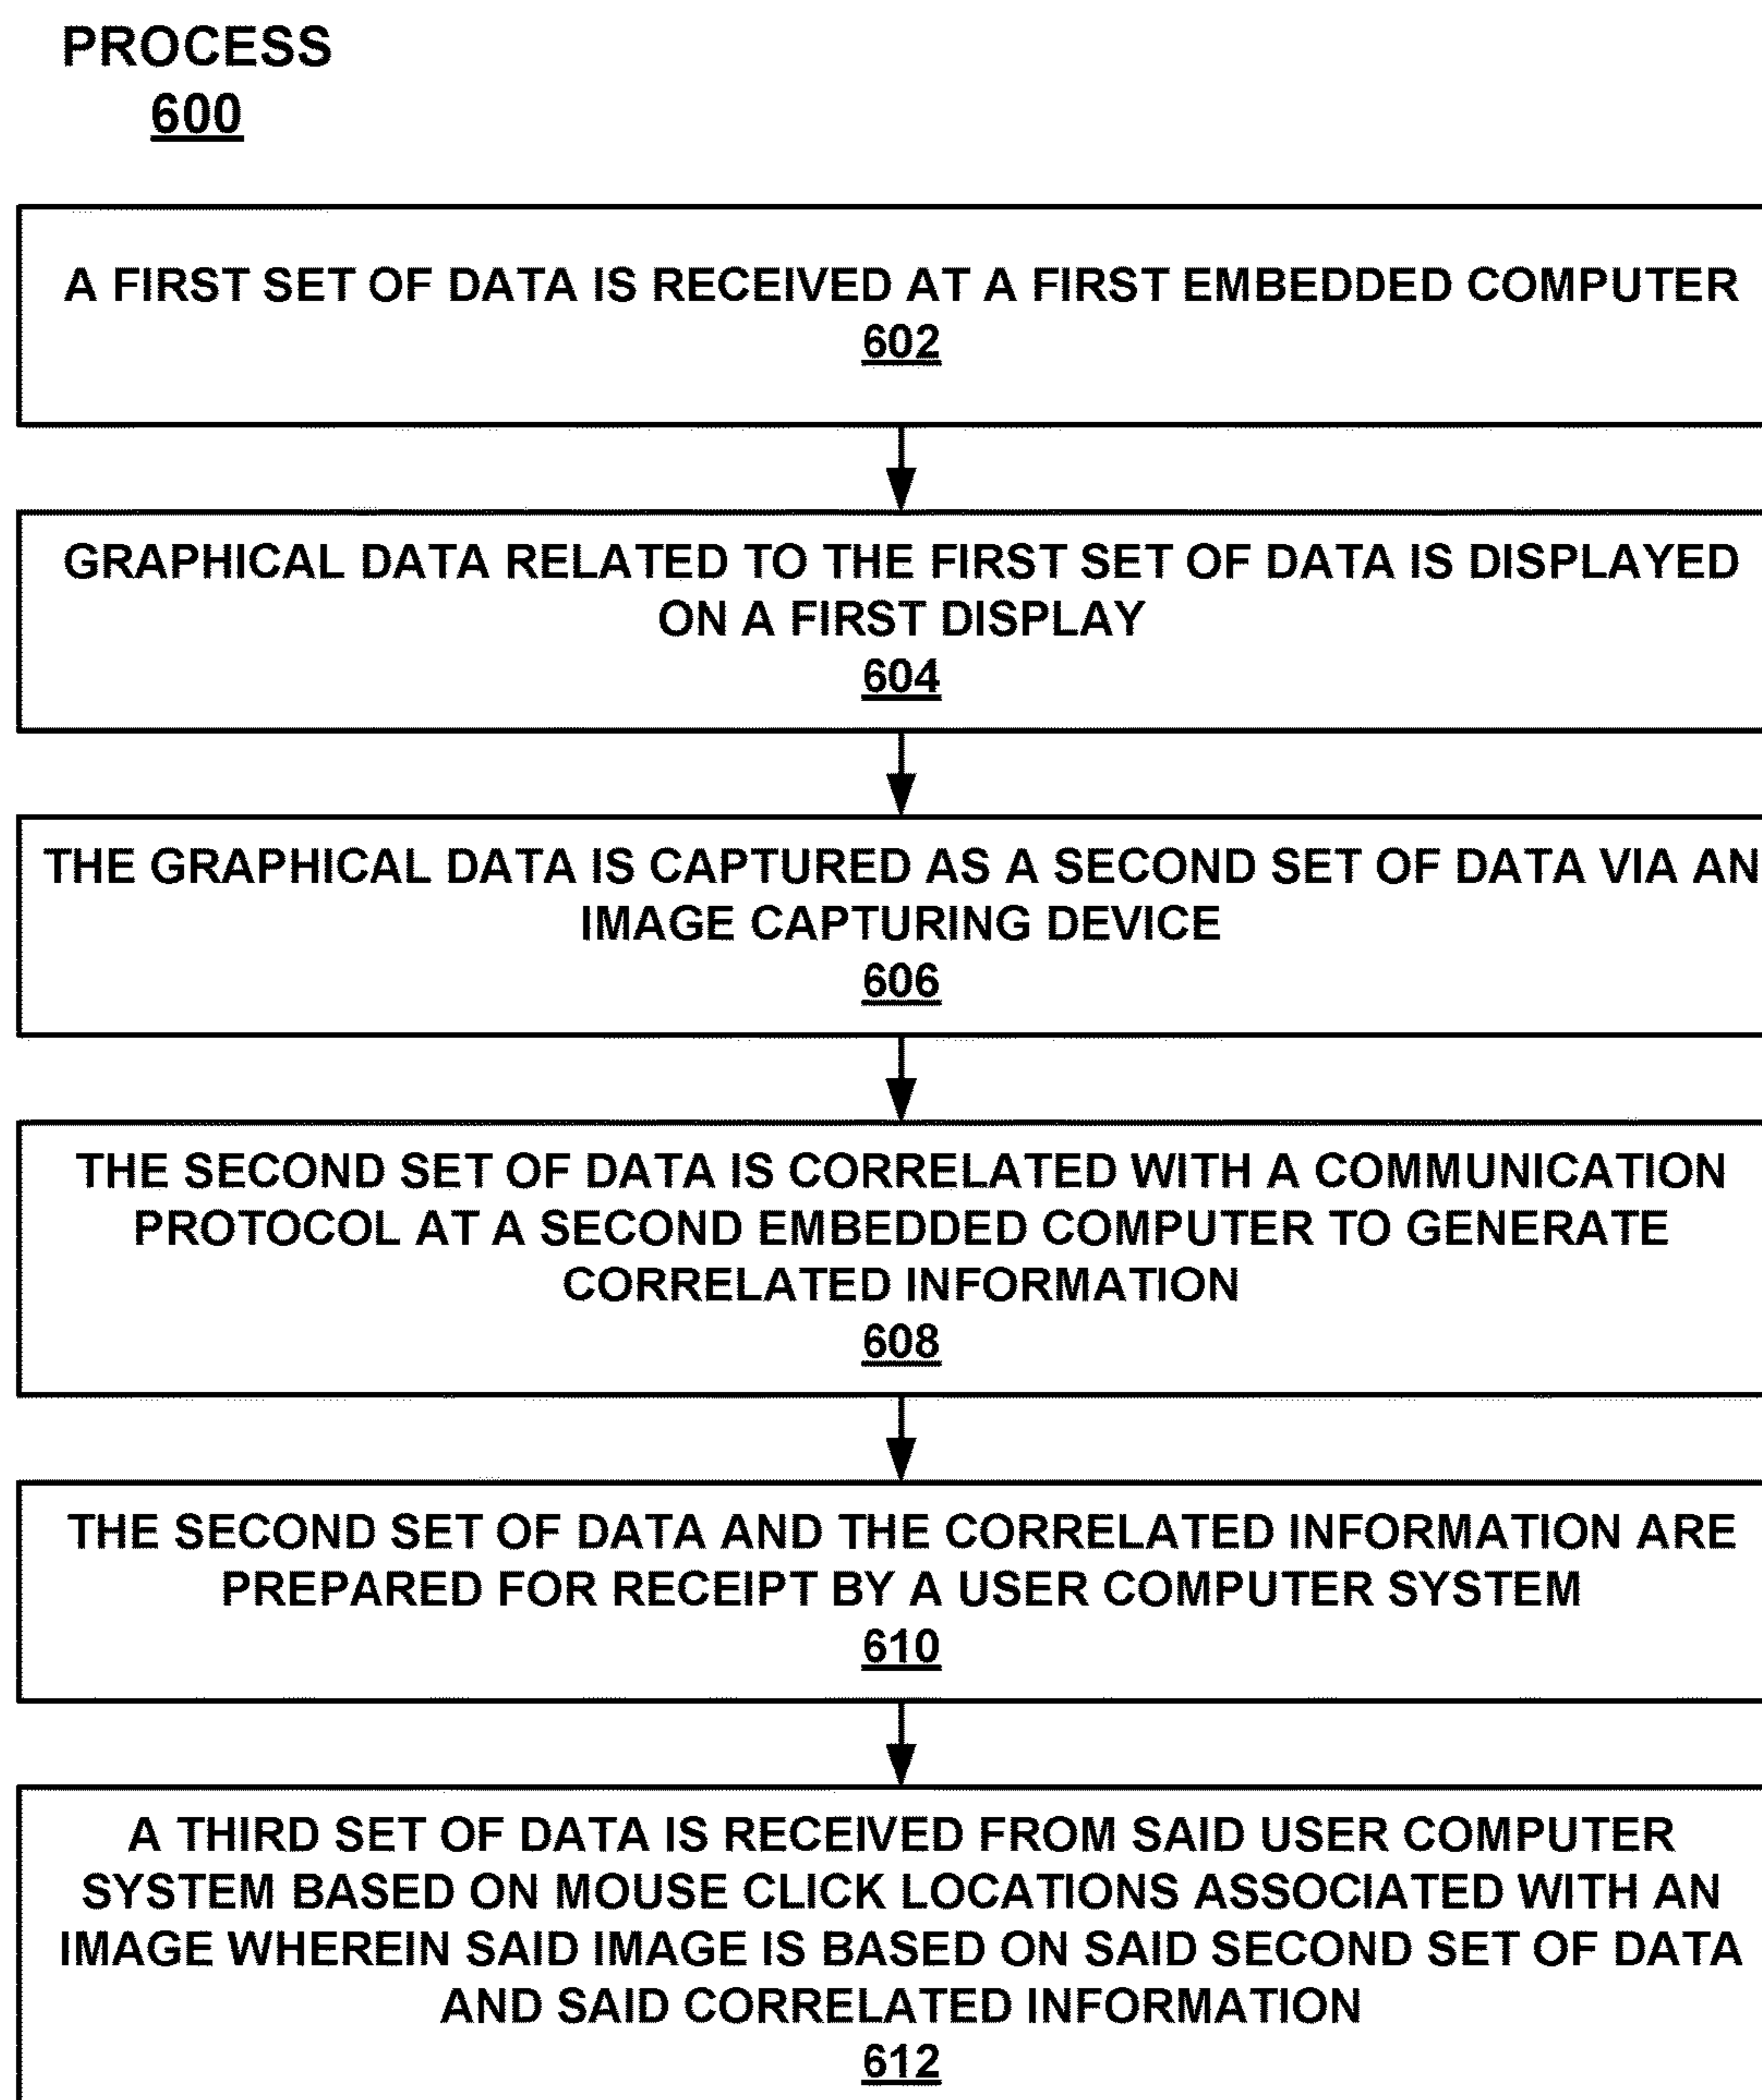 PROCESS
600
A FIRST SET OF DATA IS RECEIVED AT A FIRST EMBEDDED COMPUTER
602
GRAPHICAL DATA RELATED TO THE FIRST SET OF DATA IS DISPLAYED
ON A FIRST DISPLAY
604
THE GRAPHICAL DATA IS CAPTURED AS A SECOND SET OF DATA VIA AN
IMAGE CAPTURING DEVICE
606
THE SECOND SET OF DATA IS CORRELATED WITH A COMMUNICATION
PROTOCOL AT A SECOND EMBEDDED COMPUTER TO GENERATE
CORRELATED INFORMATION
608
THE SECOND SET OF DATA AND THE CORRELATED INFORMATION ARE
PREPARED FOR RECEIPT BY A USER COMPUTER SYSTEM
610
A THIRD SET OF DATA IS RECEIVED FROM SAID USER COMPUTER
SYSTEM BASED ON MOUSE CLICK LOCATIONS ASSOCIATED WITH AN
IMAGE WHEREIN SAID IMAGE IS BASED ON SAID SECOND SET OF DATA
AND SAID CORRELATED INFORMATION
612